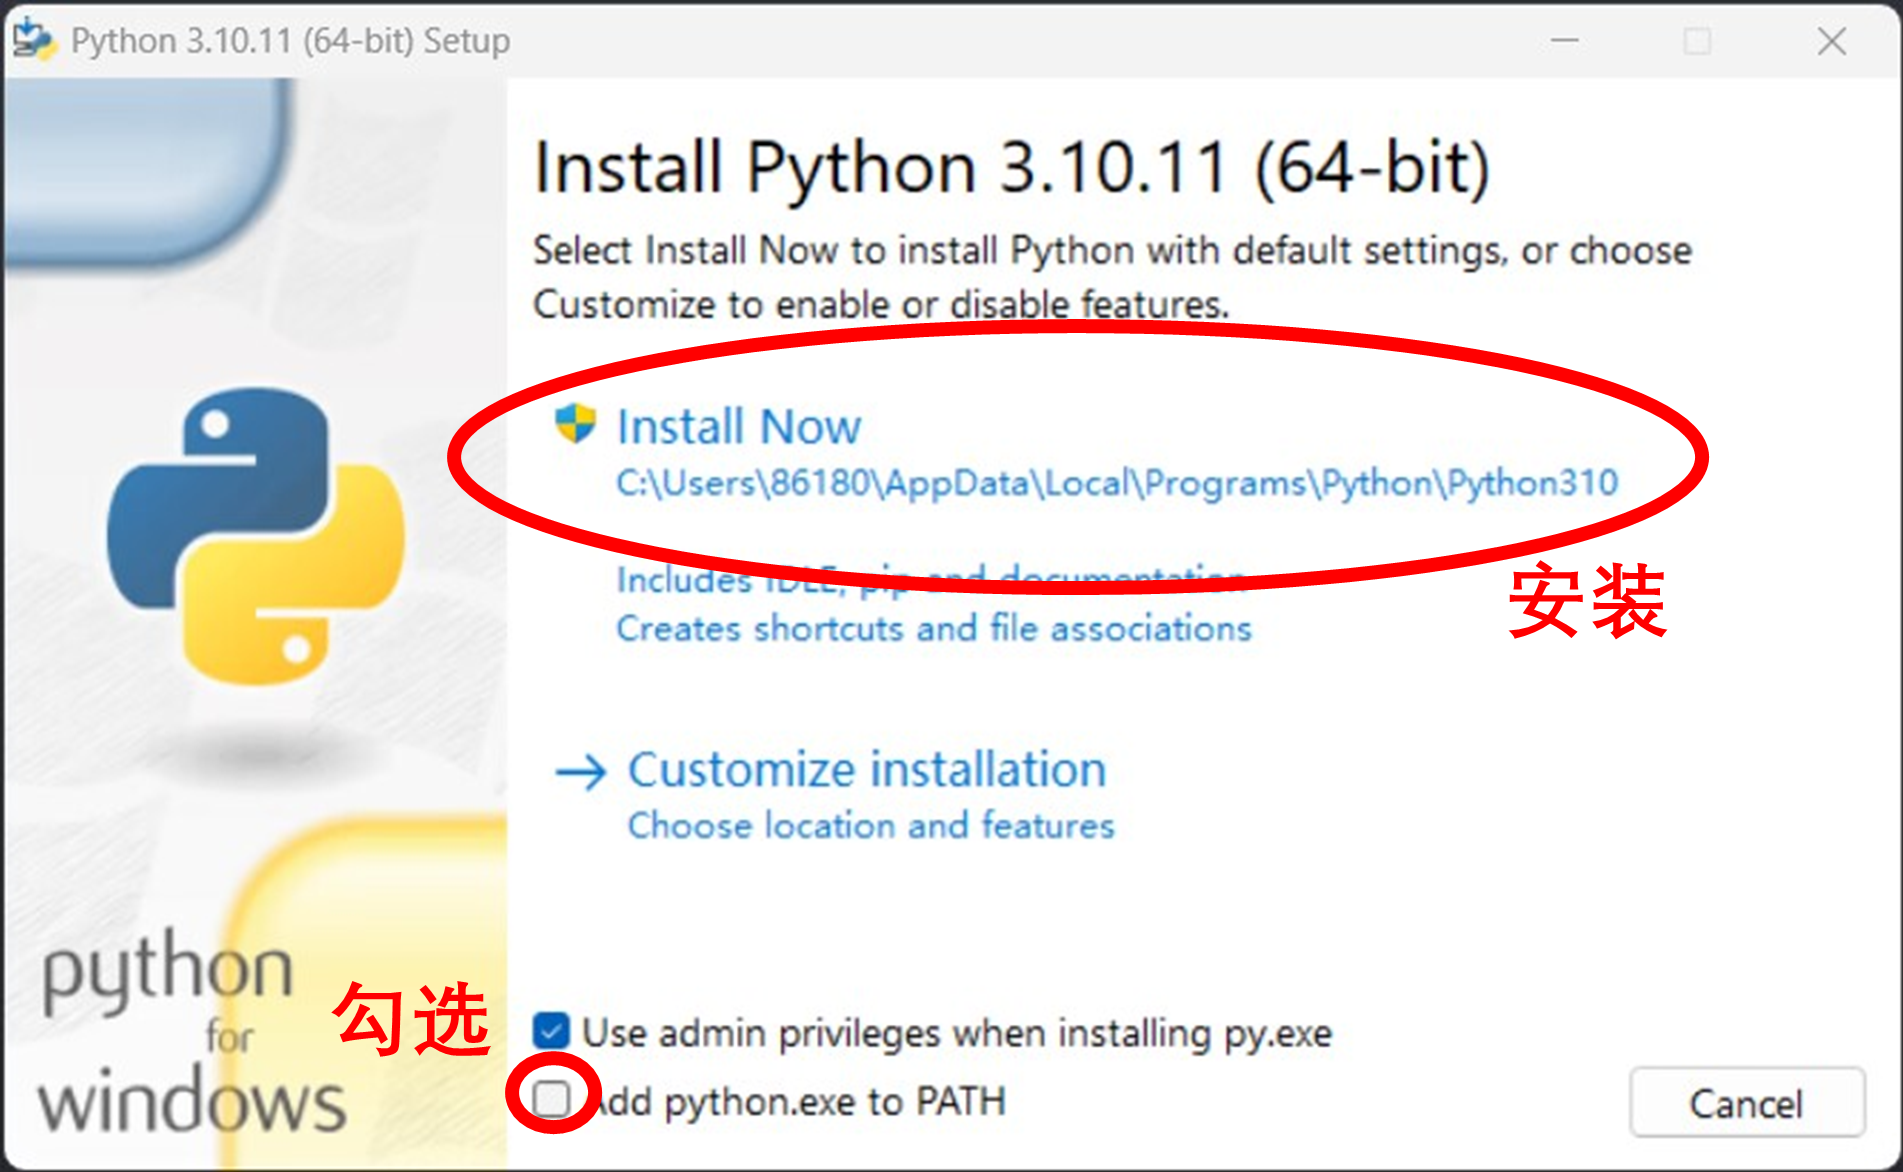 Python 3.10.11 (64-bit) Setup
Install Python 3.10.11 (64-bit)
Select Install Now to install Python with default settings, or choose
Customize to enable or disable features.
Install Now
C:\Users\86180\AppData\Local\Programs\Python\Python310
安装
Includes IDLE, pip and documentation
Creates shortcuts and file associations
Customize installation
Choose location and features
python
for
windows
勾选
Use admin privileges when installing py.exe
Add python.exe to PATH
Cancel